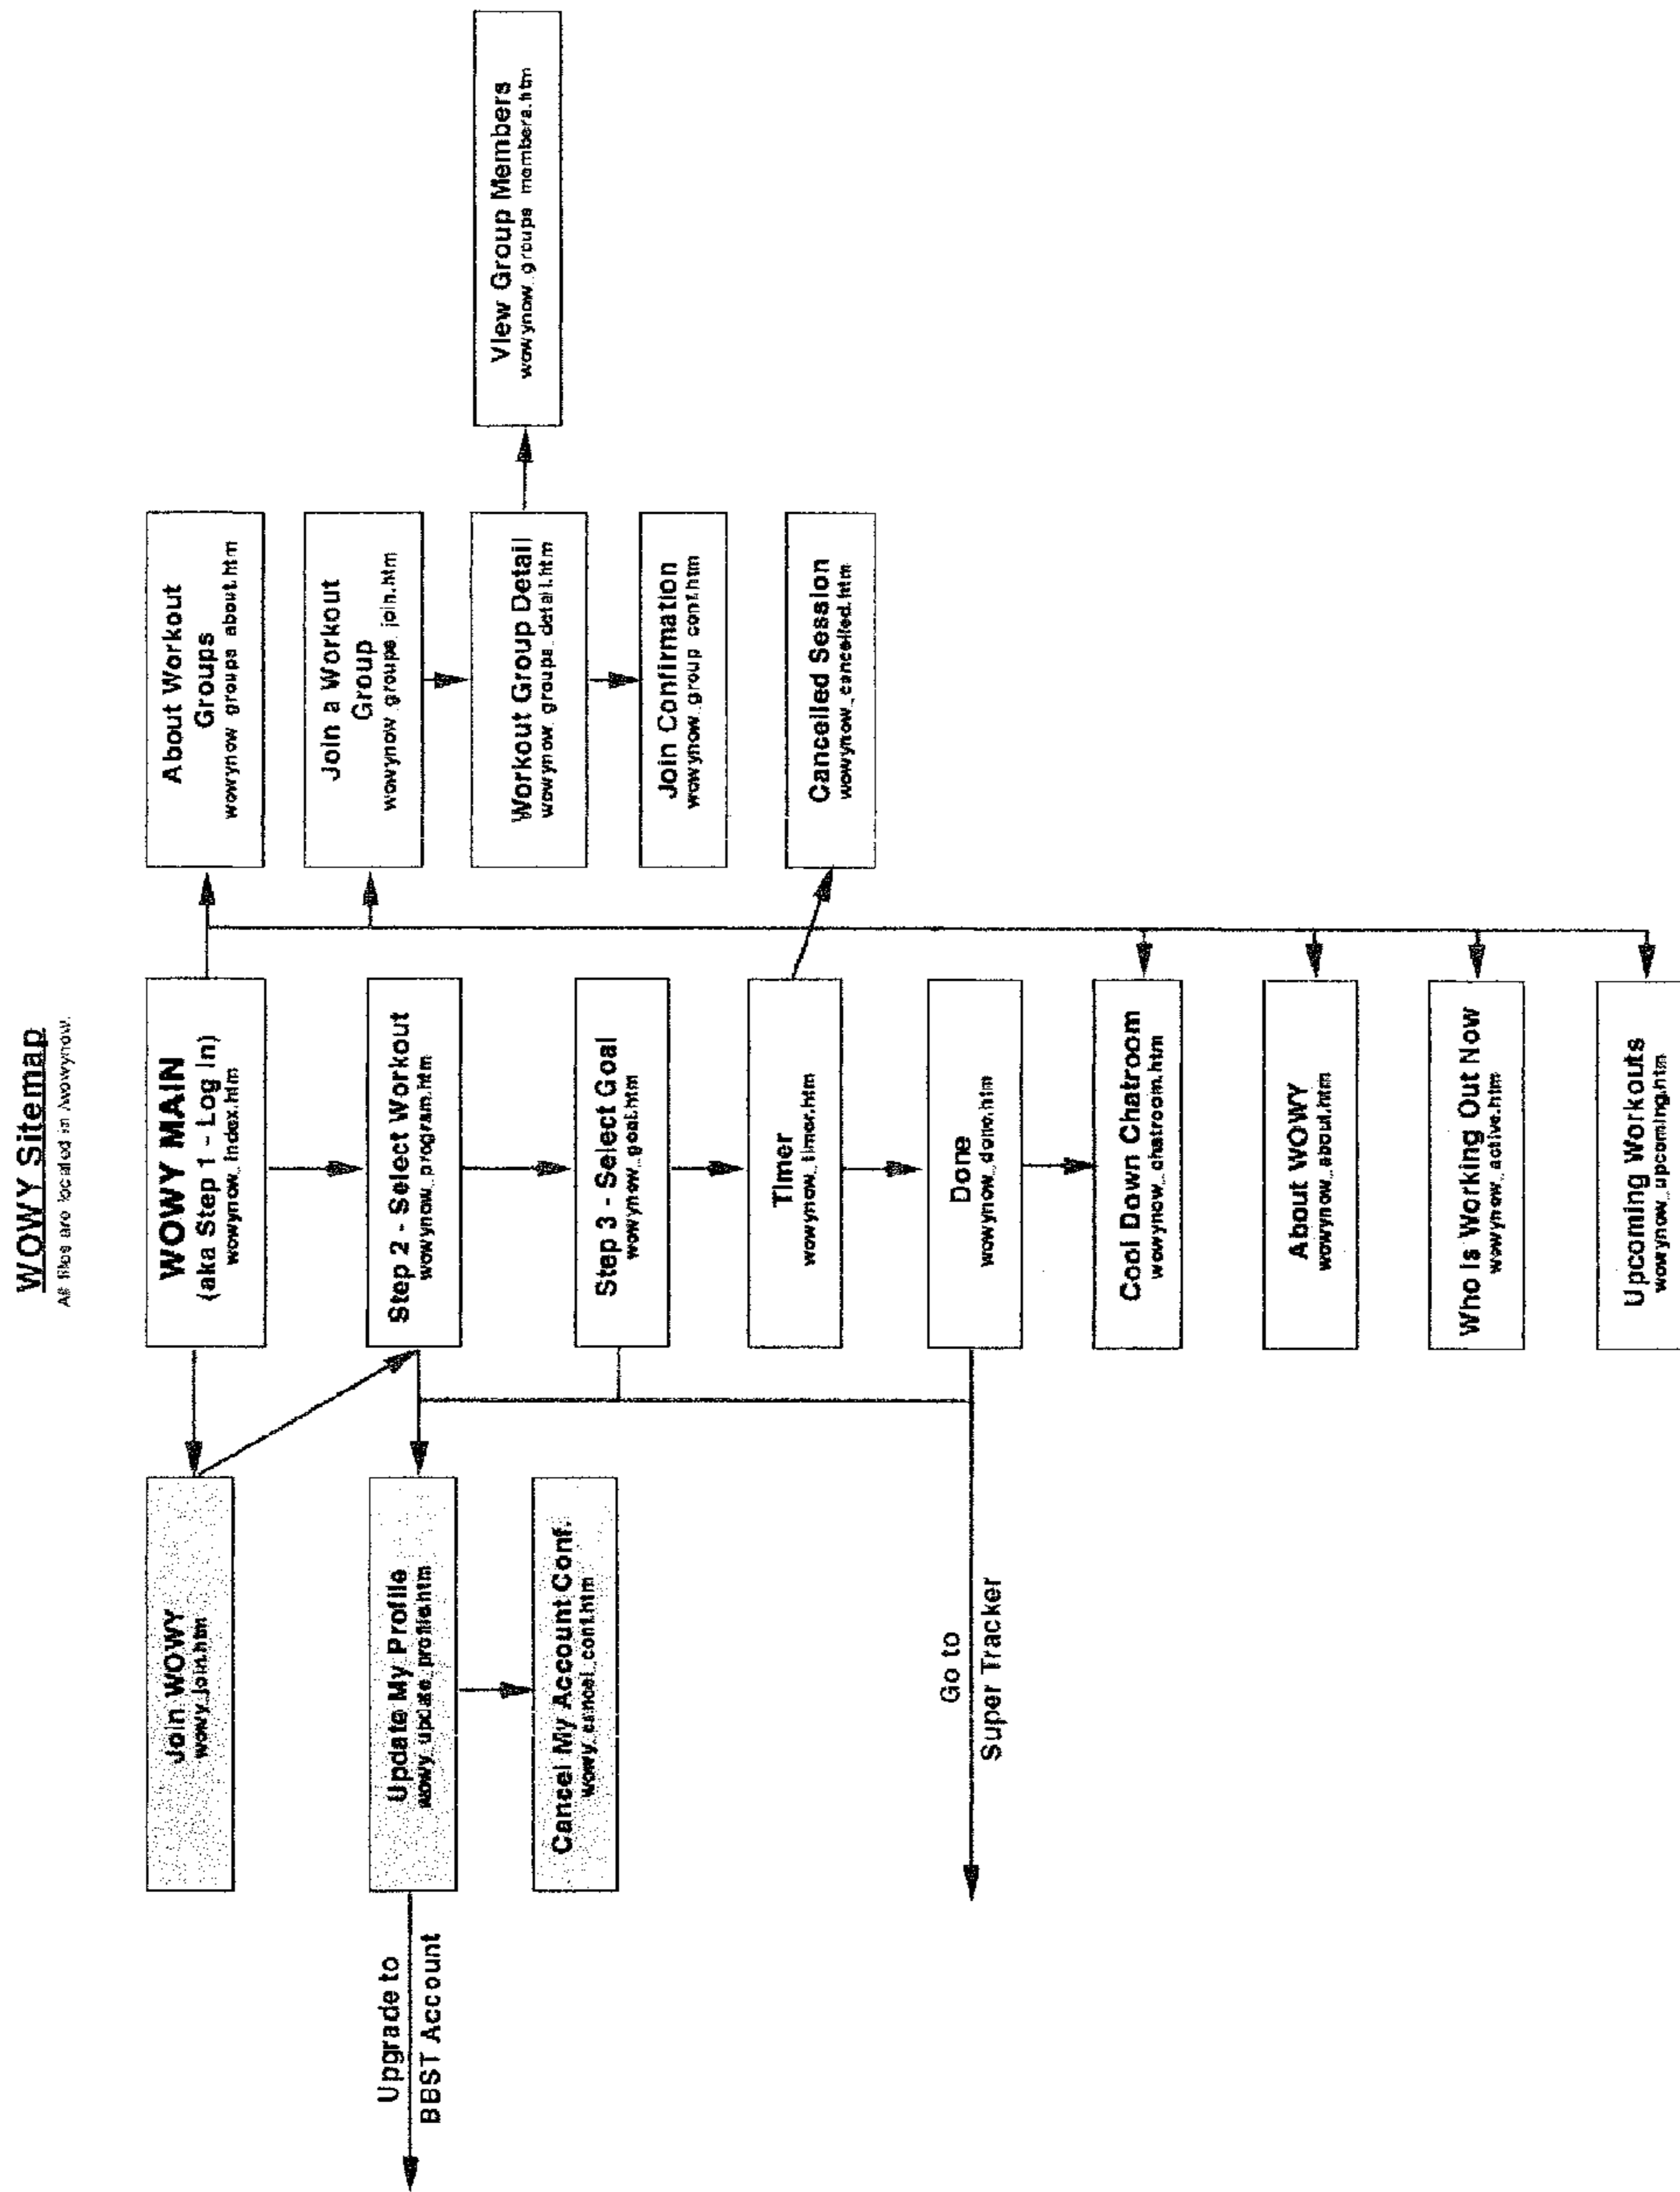 WOWY Sitemap
All files are located in /wowynow.
Join WOWY
wowy_join.htm
WOWY MAIN
(aka Step 1 - Log In)
wowynow_index.htm
About Workout
Groups
wowynow_groups_about.htm
Join a Workout
Group
wowynow_groups_join.htm
Upgrade to
BBST Account
Update My Profile
wowy_update_profile.htm
Step 2 - Select Workout
wowynow_program.htm
Workout Group Detail
wowynow_groups_detail.htm
View Group Members
wowynow_groups_members.htm
Cancel My Account Conf.
wowy_cancel_conf.htm
Step 3 - Select Goal
wowynow_goal.htm
Join Confirmation
wowynow_group_conf.htm
Timer
wowynow_timer.htm
Cancelled Session
wowynow_cancelled.htm
Go to
Super Tracker
Done
wowynow_done.htm
Cool Down Chatroom
wowynow_chatroom.htm
About WOWY
wowynow_about.htm
Who Is Working Out Now
wowynow_active.htm
Upcoming Workouts
wowynow_upcoming.htm